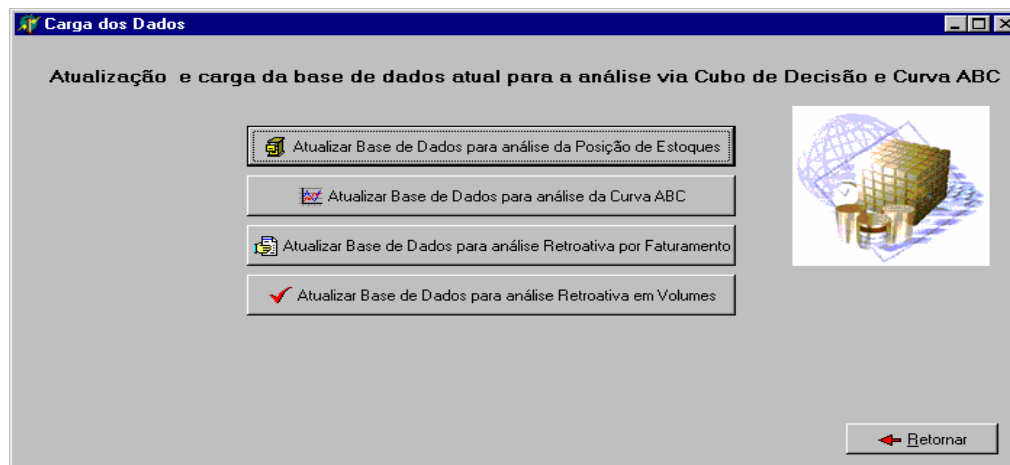 Carga dos Dados
Atualização e carga da base de dados atual para a análise via Cubo de Decisão e Curva ABC
Atualizar Base de Dados para análise da Posição de Estoques
Atualizar Base de Dados para análise da Curva ABC
Atualizar Base de Dados para análise Retroativa por Faturamento
Atualizar Base de Dados para análise Retroativa em Volumes
Retornar